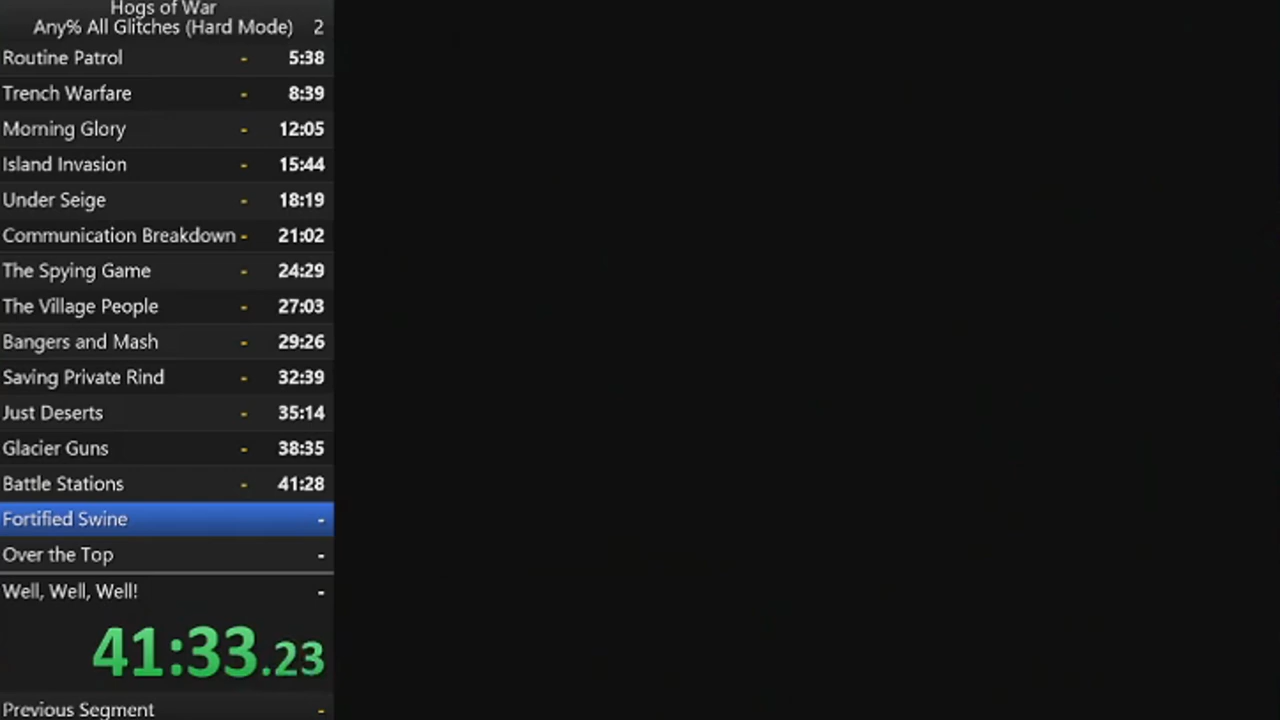 Hogs of War
Any% All Glitches (Hard Mode) 2
Routine Patrol - 5:38
Trench Warfare - 8:39
Morning Glory - 12:05
Island Invasion - 15:44
Under Seige - 18:19
Communication Breakdown - 21:02
The Spying Game - 24:29
The Village People - 27:03
Bangers and Mash - 29:26
Saving Private Rind - 32:39
Just Deserts - 35:14
Glacier Guns - 38:35
Battle Stations - 41:28
Fortified Swine -
Over the Top -
Well, Well, Well! -
41:33.23
Previous Segment -